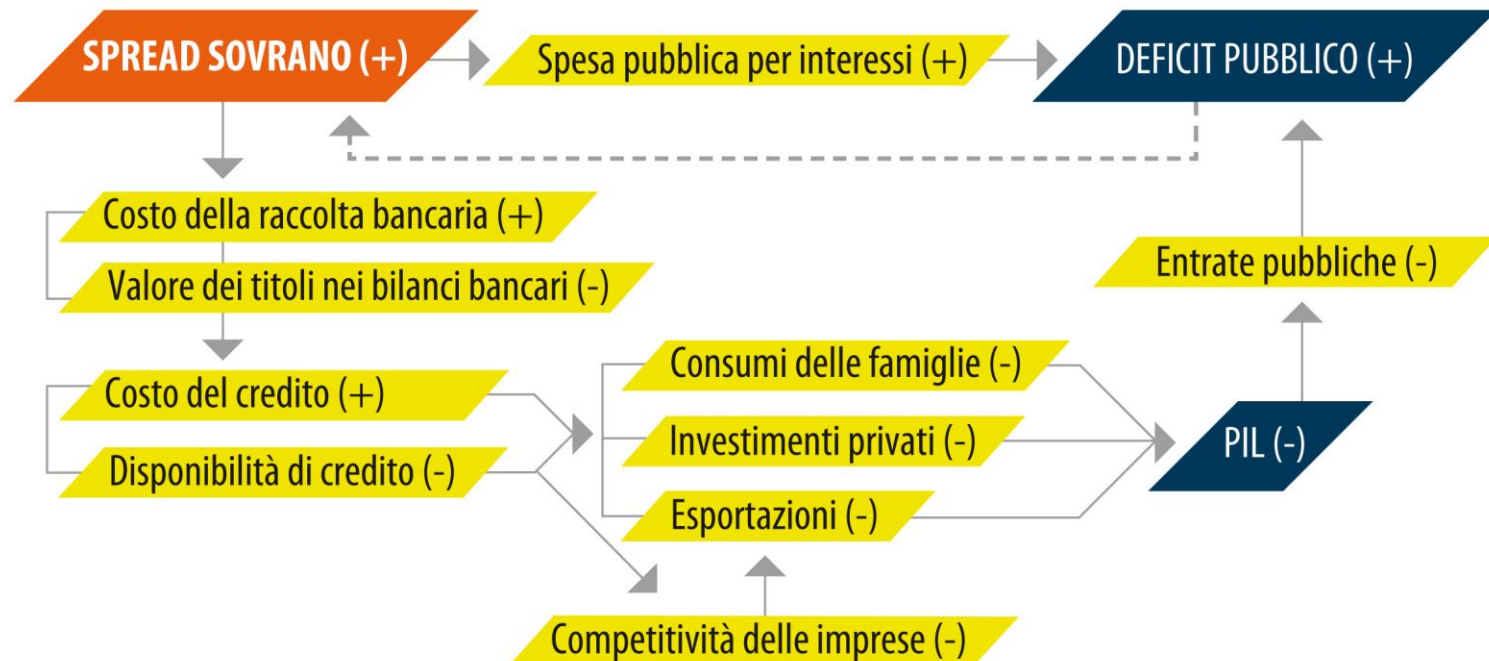 SPREAD SOVRANO (+)
Spesa pubblica per interessi (+)
DEFICIT PUBBLICO (+)
Costo della raccolta bancaria (+)
Valore dei titoli nei bilanci bancari (-)
Entrate pubbliche (-)
Costo del credito (+)
Disponibilità di credito (-)
Consumi delle famiglie (-)
Investimenti privati (-)
Esportazioni (-)
PIL (-)
Competitività delle imprese (-)